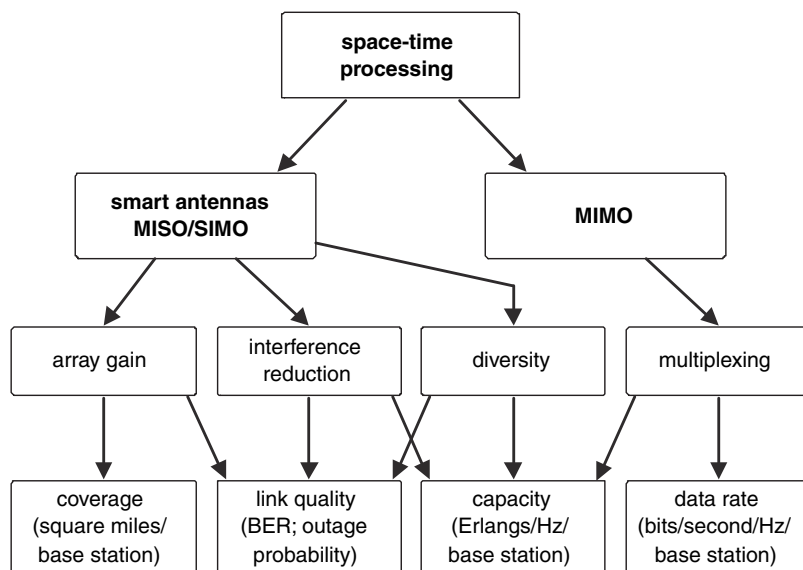 space-time
processing
smart antennas
MISO/SIMO
MIMO
array gain
interference
reduction
diversity
multiplexing
coverage
(square miles/
base station)
link quality
(BER; outage
probability)
capacity
(Erlangs/Hz/
base station)
data rate
(bits/second/Hz/
base station)